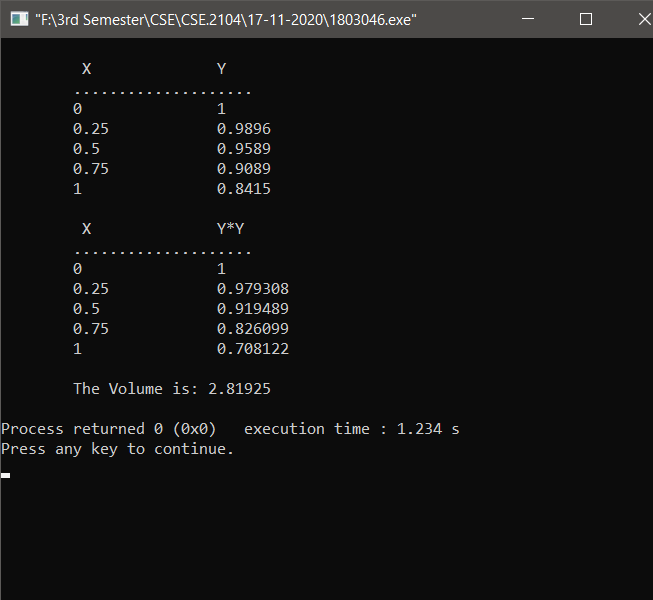 "F:\3rd Semester\CSE\CSE.2104\17-11-2020\1803046.exe"
X Y
....................
0 1
0.25 0.9896
0.5 0.9589
0.75 0.9089
1 0.8415
X Y*Y
....................
0 1
0.25 0.979308
0.5 0.919489
0.75 0.826099
1 0.708122
The Volume is: 2.81925
Process returned 0 (0x0) execution time : 1.234 s
Press any key to continue.